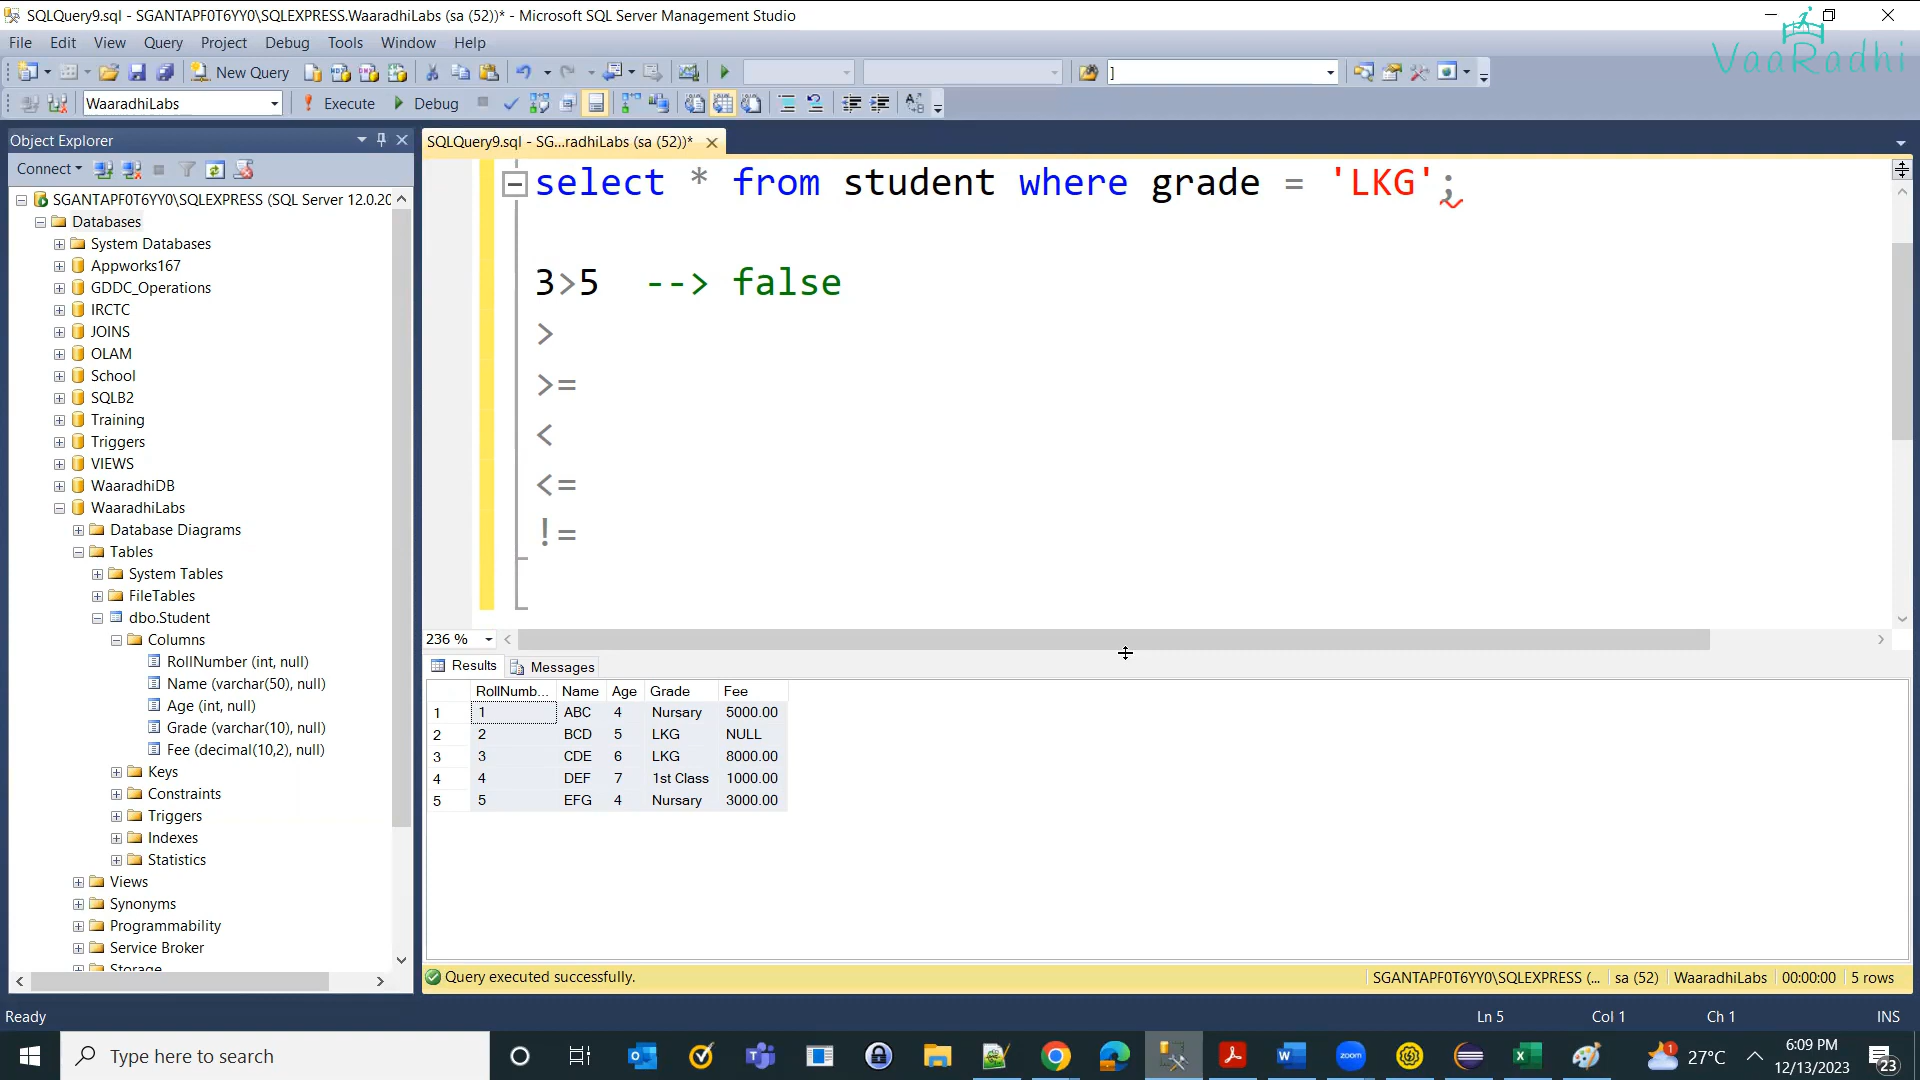 SQLQuery9.sql - SGANTAPF0T6YY0\SQLEXPRESS.WaaradhiLabs (sa (52))* - Microsoft SQL Server Management Studio
VaaRadhi
File Edit View Query Project Debug Tools Window Help
New Query ]
WaaradhiLabs Execute Debug
Object Explorer
SQLQuery9.sql - SG...radhiLabs (sa (52))*
Connect
SGANTAPF0T6YY0\SQLEXPRESS (SQL Server 12.0.20
Databases
System Databases
Appworks167
GDDC_Operations
IRCTC
JOINS
OLAM
School
SQLB2
Training
Triggers
VIEWS
WaaradhiDB
WaaradhiLabs
Database Diagrams
Tables
System Tables
FileTables
dbo.Student
Columns
RollNumber (int, null)
Name (varchar(50), null)
Age (int, null)
Grade (varchar(10), null)
Fee (decimal(10,2), null)
Keys
Constraints
Triggers
Indexes
Statistics
Views
Synonyms
Programmability
Service Broker
Storage
select * from student where grade = 'LKG';
3>5 --> false
>
>=
<
<=
!=
236 %
Results Messages
RollNumb... Name Age Grade Fee
1 1 ABC 4 Nursary 5000.00
2 2 BCD 5 LKG NULL
3 3 CDE 6 LKG 8000.00
4 4 DEF 7 1st Class 1000.00
5 5 EFG 4 Nursary 3000.00
Query executed successfully. SGANTAPF0T6YY0\SQLEXPRESS (... sa (52) WaaradhiLabs 00:00:00 5 rows
Ready Ln 5 Col 1 Ch 1 INS
Type here to search
zoom
1 27°C
6:09 PM
12/13/2023
23